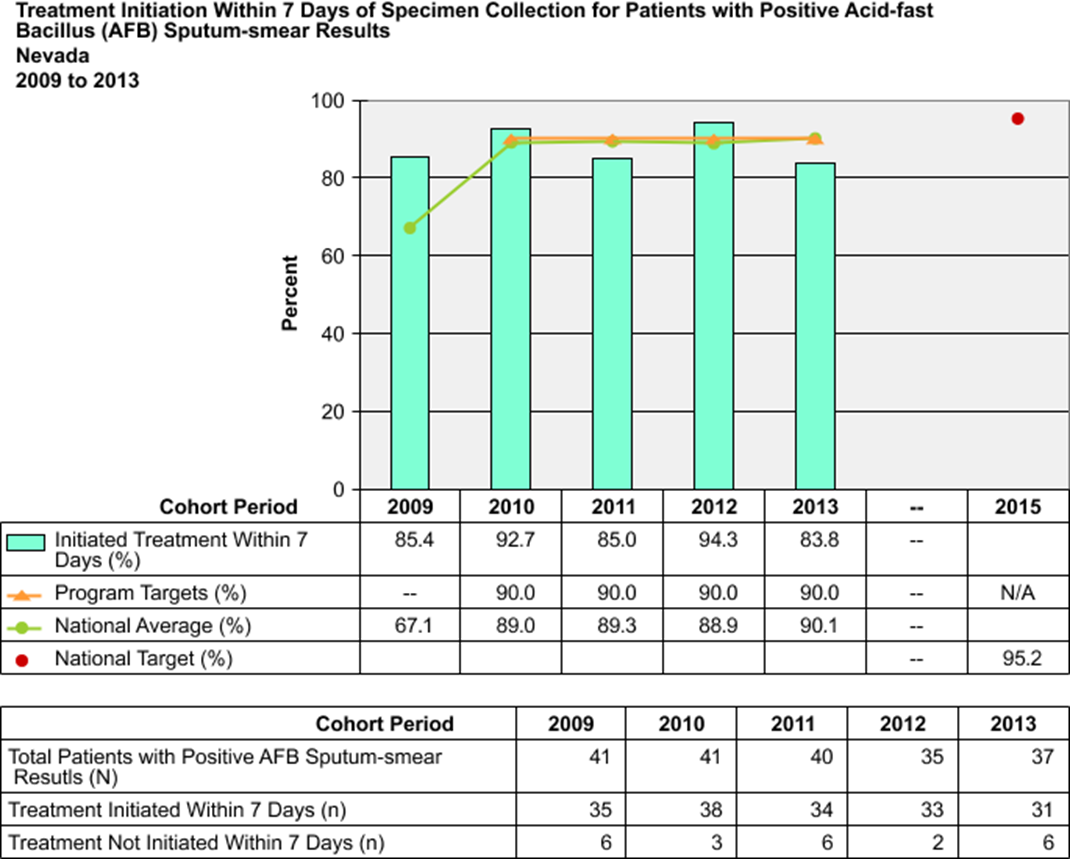 Treatment Initiation Within 7 Days of Specimen Collection for Patients with Positive Acid-fast
Bacillus (AFB) Sputum-smear Results
Nevada
2009 to 2013
100
80
60
40
20
0
Percent
Cohort Period 2009 2010 2011 2012 2013 -- 2015
Initiated Treatment Within 7 85.4 92.7 85.0 94.3 83.8 --
Days (%)
Program Targets (%) -- 90.0 90.0 90.0 90.0 -- N/A
National Average (%) 67.1 89.0 89.3 88.9 90.1 --
National Target (%) -- 95.2
Cohort Period 2009 2010 2011 2012 2013
Total Patients with Positive AFB Sputum-smear 41 41 40 35 37
Resutls (N)
Treatment Initiated Within 7 Days (n) 35 38 34 33 31
Treatment Not Initiated Within 7 Days (n) 6 3 6 2 6